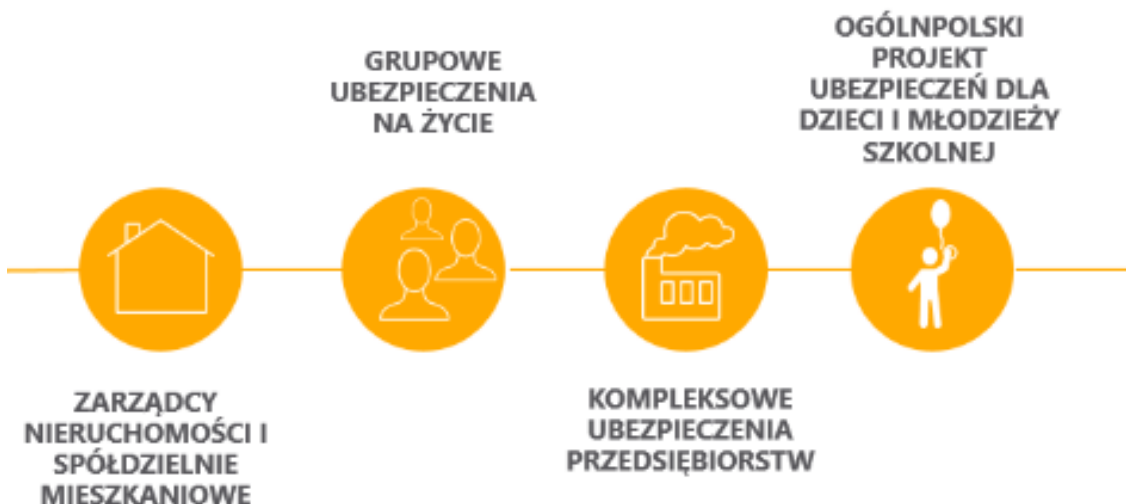 ZARZĄDCY
NIERUCHOMOŚCI I
SPÓŁDZIELNIE
MIESZKANIOWE
GRUPOWE
UBEZPIECZENIA
NA ŻYCIE
KOMPLEKSOWE
UBEZPIECZENIA
PRZEDSIĘBIORSTW
OGÓLNPOLSKI
PROJEKT
UBEZPIECZEŃ DLA
DZIECI I MŁODZIEŻY
SZKOLNEJ